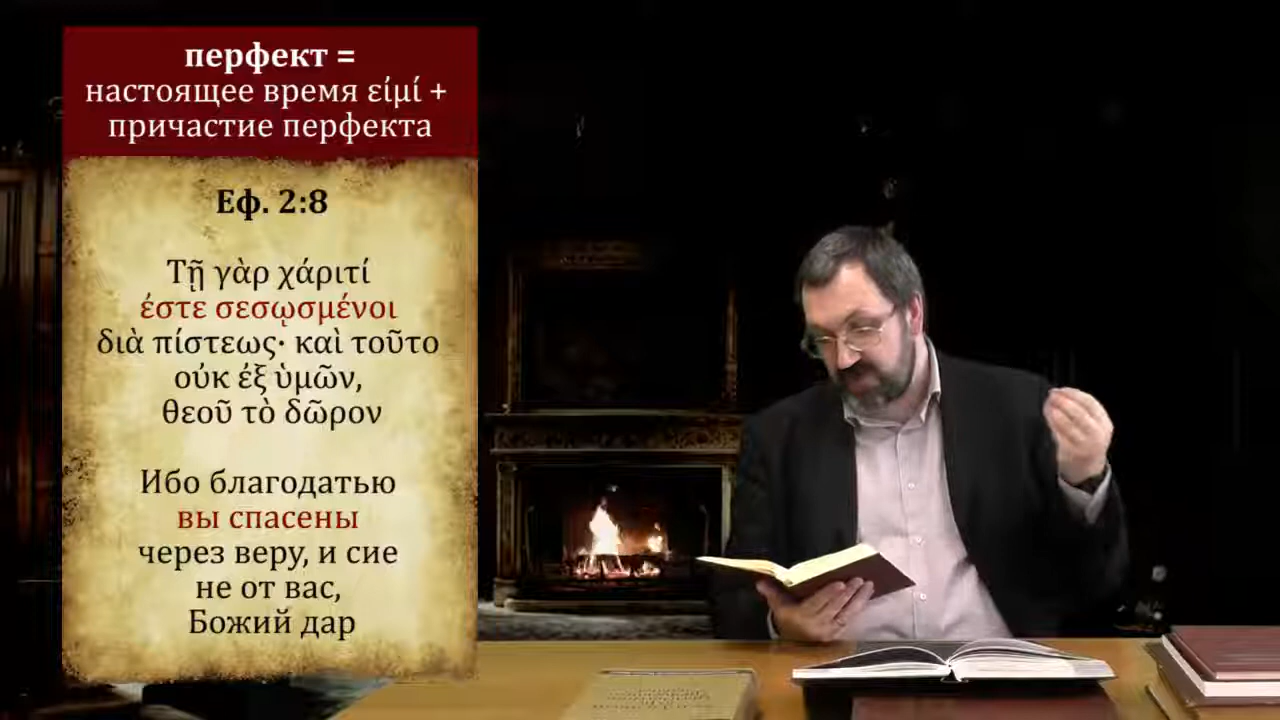 перфект =
настоящее время εἰμί +
причастие перфекта
Еф. 2:8
Τῇ γὰρ χάριτί
ἐστε σεσῳσμένοι
διὰ πίστεως· καὶ τοῦτο
οὐκ ἐξ ὑμῶν,
θεοῦ τὸ δῶρον
Ибо благодатью
вы спасены
через веру, и сие
не от вас,
Божий дар